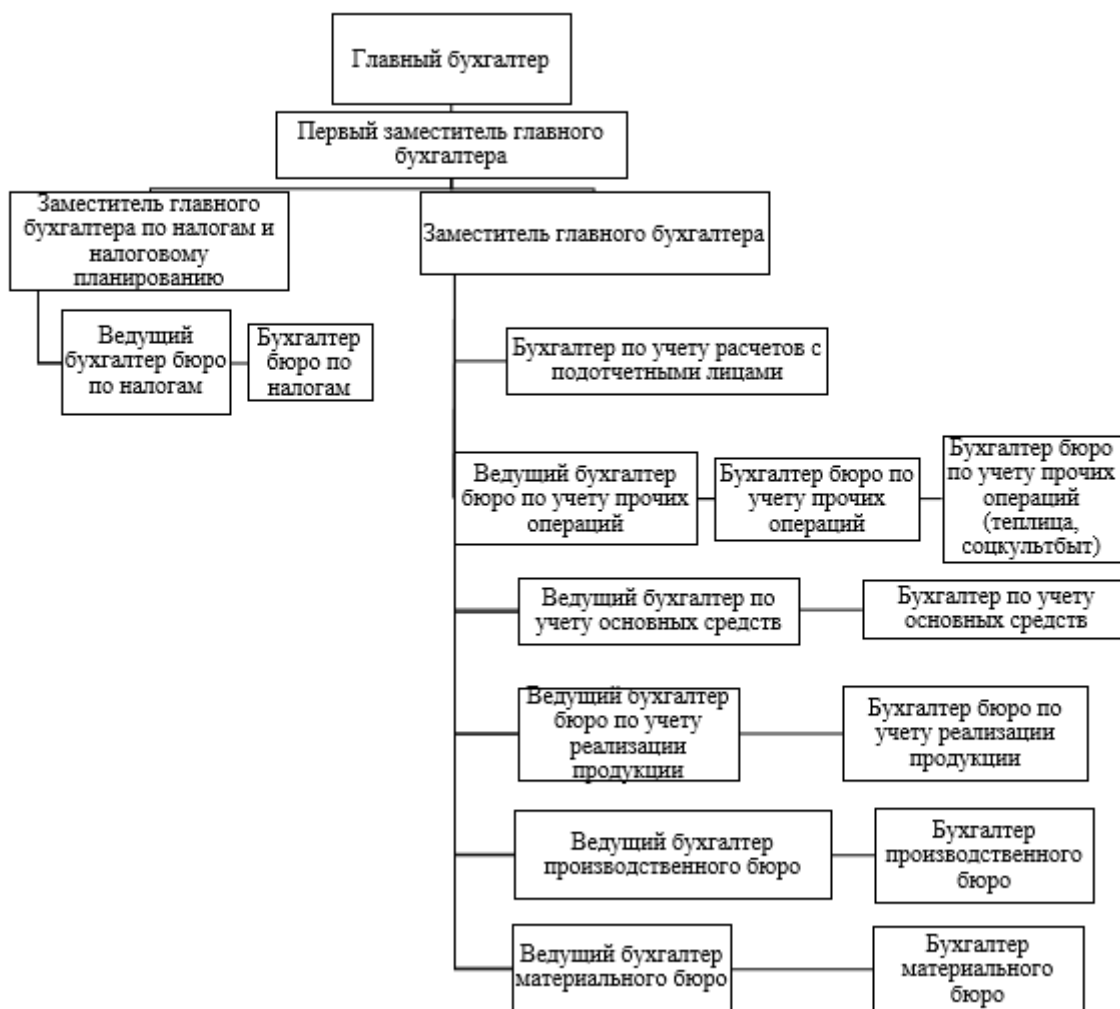 Главный бухгалтер
Первый заместитель главного
бухгалтера
Заместитель главного
бухгалтера по налогам и
налоговому
планированию
Заместитель главного бухгалтера
Ведущий
бухгалтер бюро
по налогам
Бухгалтер
бюро по
налогам
Бухгалтер по учету расчетов с
подотчетными лицами
Ведущий бухгалтер
бюро по учету прочих
операций
Бухгалтер бюро по
учету прочих
операций
Бухгалтер бюро
по учету прочих
операций
(теплица,
соцкультбыт)
Ведущий бухгалтер по
учету основных средств
Бухгалтер по учету
основных средств
Ведущий бухгалтер
бюро по учету
реализации
продукции
Бухгалтер бюро по
учету реализации
продукции
Ведущий бухгалтер
производственного бюро
Бухгалтер
производственного
бюро
Ведущий бухгалтер
материального бюро
Бухгалтер
материального
бюро